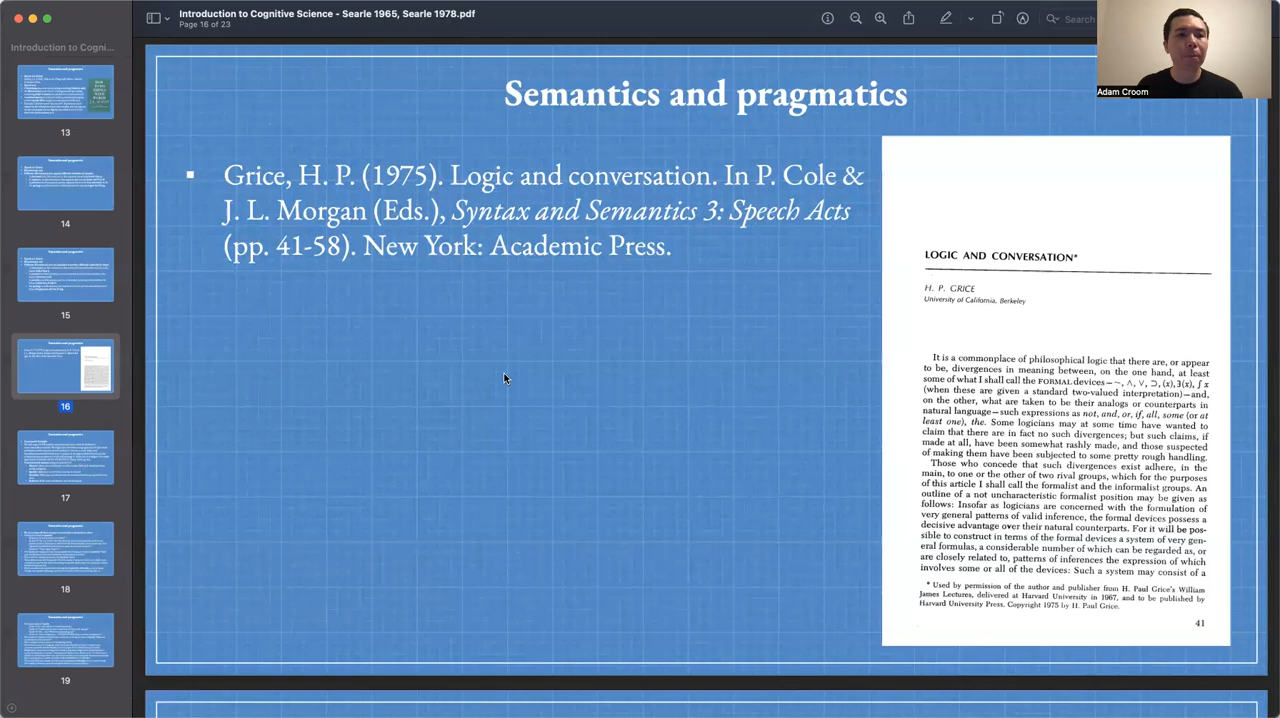 Introduction to Cognitive Science - Searle 1965, Searle 1978.pdf
Page 16 of 23
Search
Introduction to Cogni...
13
14
15
16
17
18
19
Adam Croom
Semantics and pragmatics
Grice, H. P. (1975). Logic and conversation. In P. Cole &
J. L. Morgan (Eds.), Syntax and Semantics 3: Speech Acts
(pp. 41-58). New York: Academic Press.
LOGIC AND CONVERSATION*
H. P. GRICE
University of California, Berkeley
It is a commonplace of philosophical logic that there are, or appear
to be, divergences in meaning between, on the one hand, at least
some of what I shall call the FORMAL devices—~, ∧, ∨, ⊃, (x), ∃(x), ∫x
(when these are given a standard two-valued interpretation)—and,
on the other, what are taken to be their analogs or counterparts in
natural language—such expressions as not, and, or, if, all, some (or at
least one), the. Some logicians may at some time have wanted to
claim that there are in fact no such divergences; but such claims, if
made at all, have been somewhat rashly made, and those suspected
of making them have been subjected to some pretty rough handling.
Those who concede that such divergences exist adhere, in the
main, to one or the other of two rival groups, which for the purposes
of this article I shall call the formalist and the informalist groups. An
outline of a not uncharacteristic formalist position may be given as
follows: Insofar as logicians are concerned with the formulation of
very general patterns of valid inference, the formal devices possess a
decisive advantage over their natural counterparts. For it will be pos-
sible to construct in terms of the formal devices a system of very gen-
eral formulas, a considerable number of which can be regarded as, or
are closely related to, patterns of inferences the expression of which
involves some or all of the devices: Such a system may consist of a
* Used by permission of the author and publisher from H. Paul Grice's William
James Lectures, delivered at Harvard University in 1967, and to be published by
Harvard University Press. Copyright 1975 by H. Paul Grice.
41